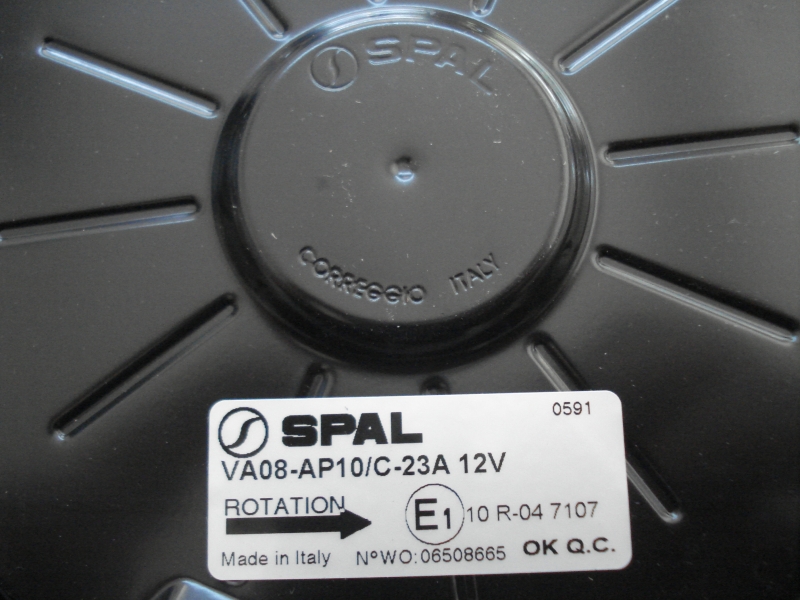 SPAL
CORREGGIO ITALY
0591
SPAL
VA08-AP10/C-23A 12V
ROTATION
E1 10 R-04 7107
Made in Italy N°WO:06508665 OK Q.C.